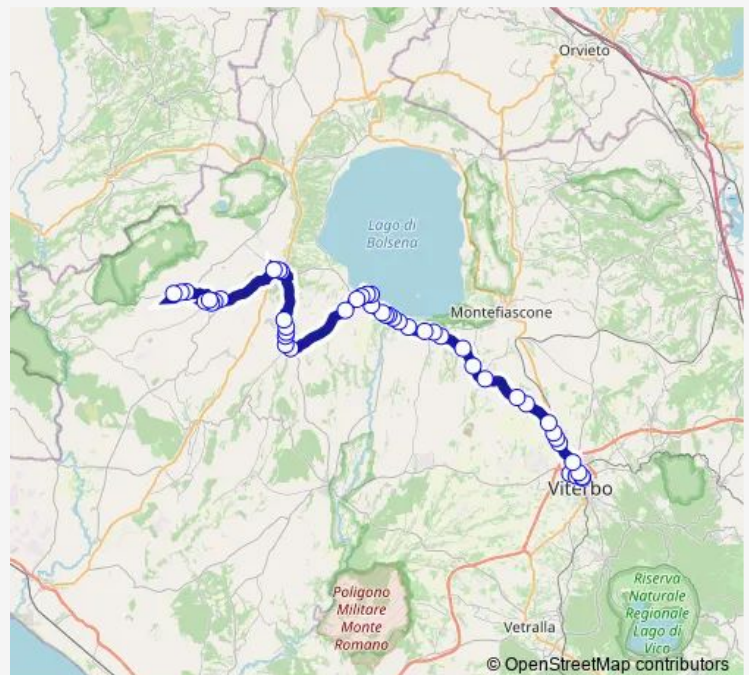 Orvieto
Lago di
Bolsena
Montefiascone
Viterbo
Poligono
Militare
Monte
Romano
Riserva
Naturale
Regionale
Lago di
Vico
Vetralla
© OpenStreetMap contributors